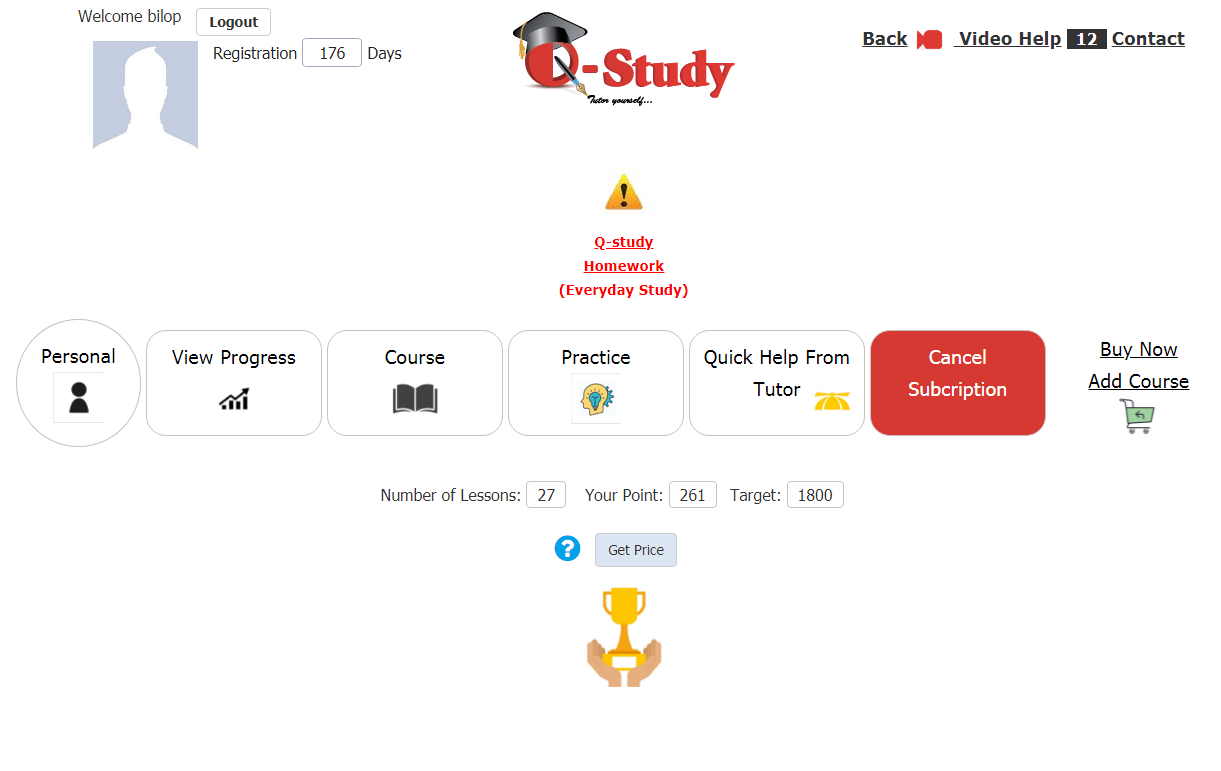 Welcome bilop
Logout
Registration 176 Days
Q-Study
Tutor yourself...
Back Video Help 12 Contact
Q-study
Homework
(Everyday Study)
Personal
View Progress
Course
Practice
Quick Help From
Tutor
Cancel
Subcription
Buy Now
Add Course
Number of Lessons: 27 Your Point: 261 Target: 1800
? Get Price